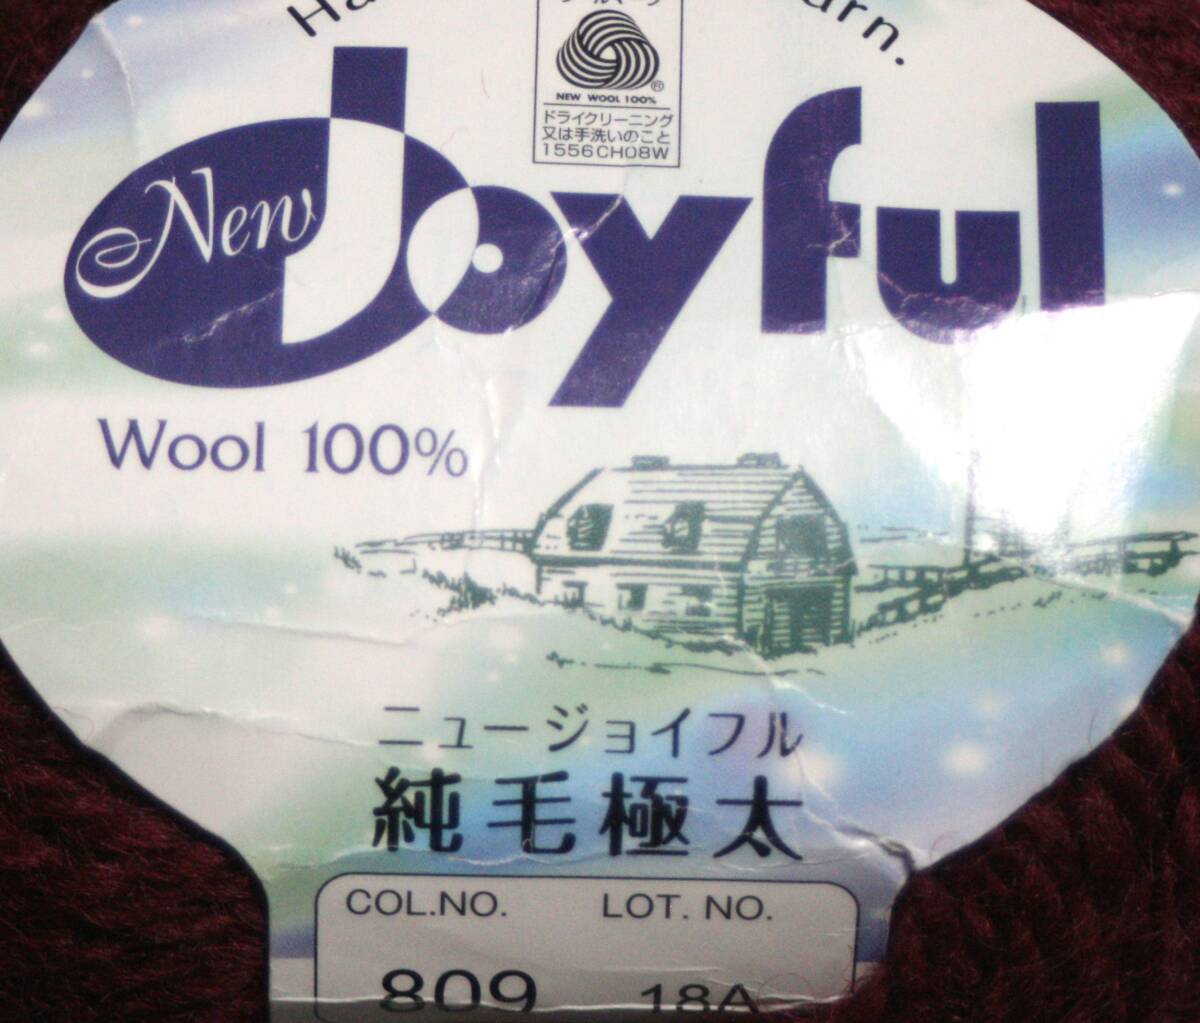 New Joyful
NEW WOOL 100%
ドライクリーニング
又は手洗いのこと
1556CH08W
Wool 100%
ニュージョイフル
純毛極太
COL.NO. LOT. NO.
809 18A